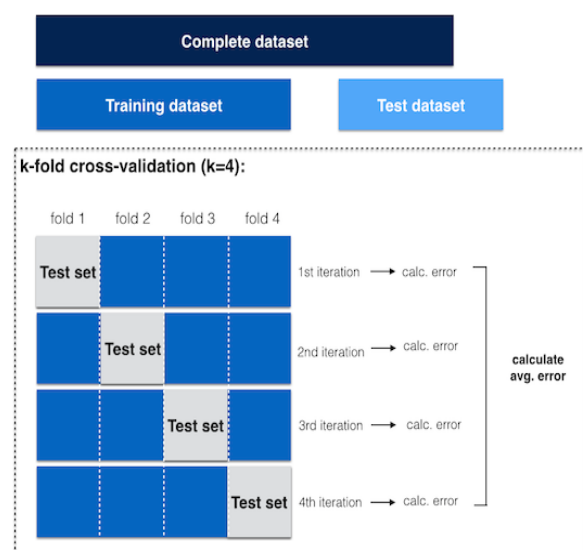 Complete dataset
Training dataset
Test dataset
k-fold cross-validation (k=4):
fold 1
fold 2
fold 3
fold 4
Test set
1st iteration
calc. error
Test set
2nd iteration
calc. error
calculate
avg. error
Test set
3rd iteration
calc. error
Test set
4th iteration
calc. error